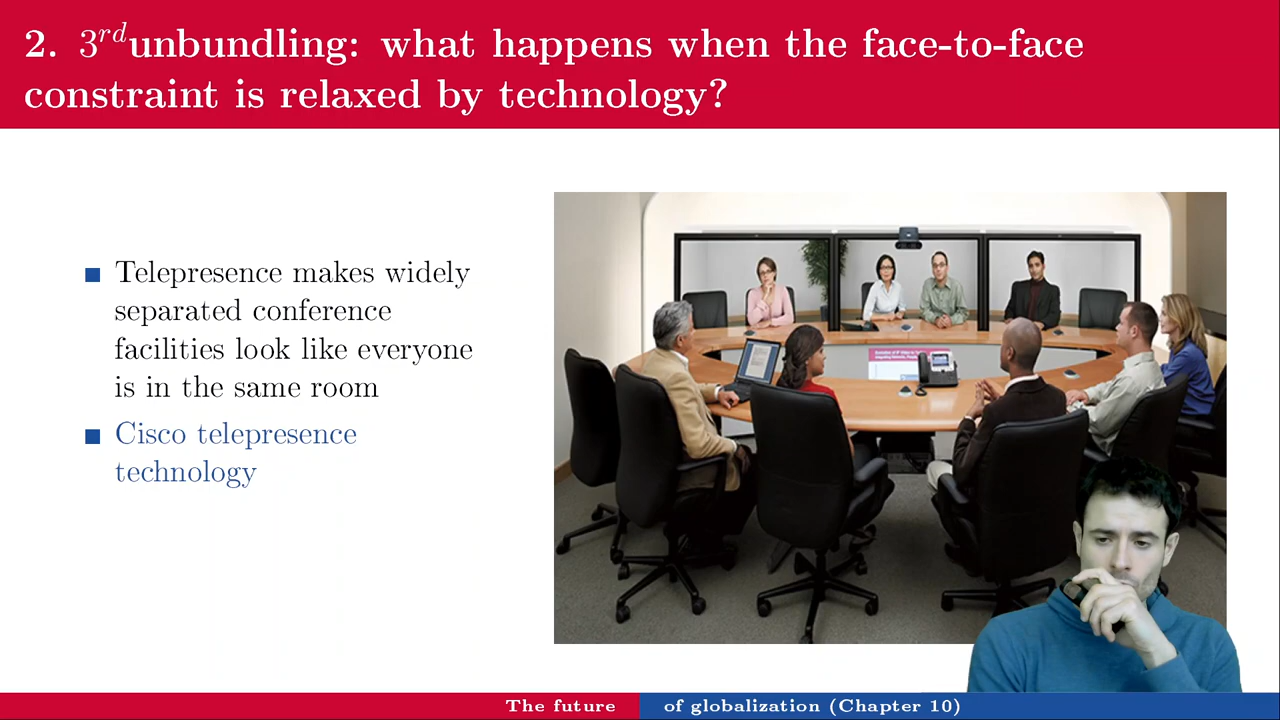 2. 3rdunbundling: what happens when the face-to-face
constraint is relaxed by technology?
Telepresence makes widely
separated conference
facilities look like everyone
is in the same room
Cisco telepresence
technology
The future of globalization (Chapter 10)